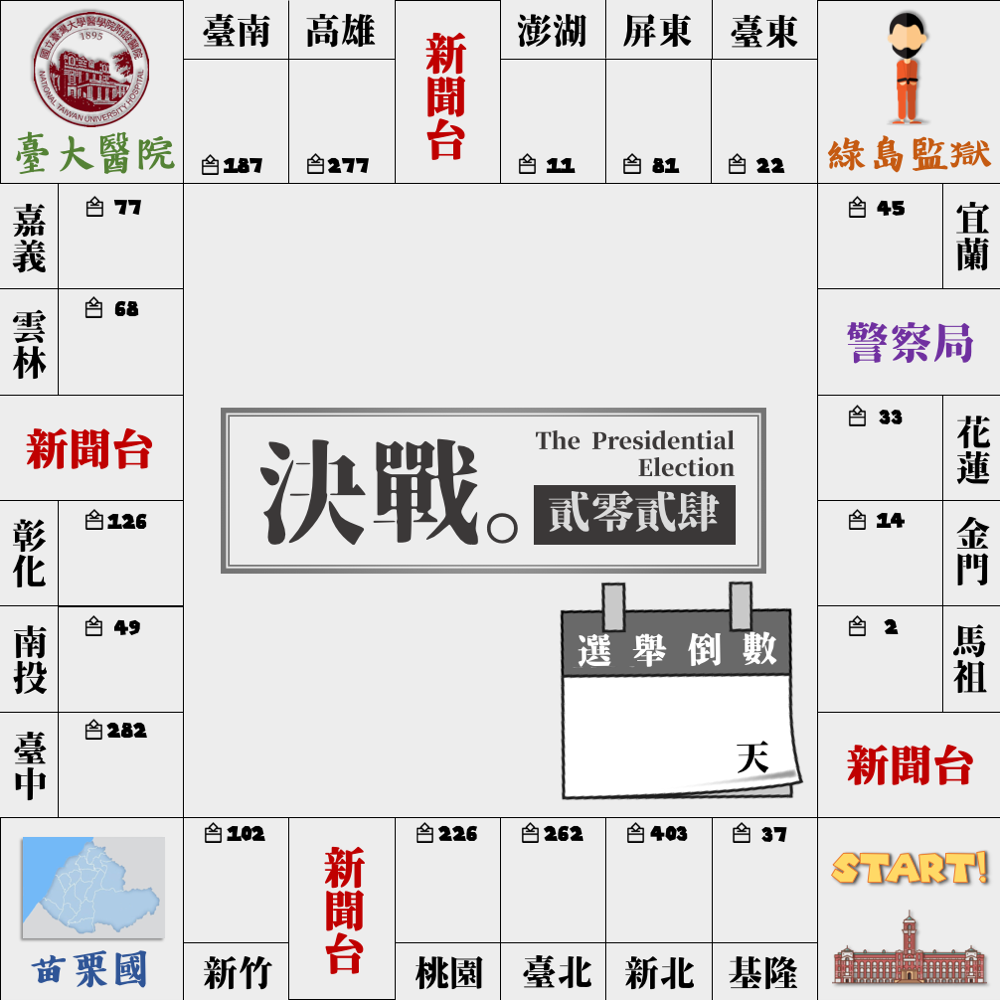 國立臺灣大學醫學院附設醫院
1895
NATIONAL TAIWAN UNIVERSITY HOSPITAL
臺大醫院
臺南
187
高雄
277
新聞台
澎湖
11
屏東
81
臺東
22
綠島監獄
嘉義
77
45
宜蘭
雲林
68
警察局
新聞台
33
花蓮
彰化
126
14
金門
南投
49
2
馬祖
臺中
282
新聞台
決戰。
The Presidential
Election
貳零貳肆
選舉倒數
天
苗栗國
102
新竹
新聞台
226
桃園
262
臺北
403
新北
37
基隆
START!